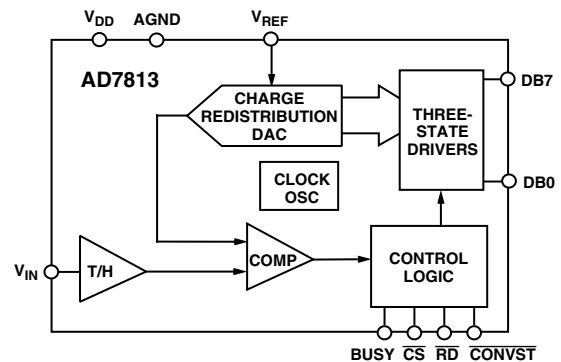 VDD AGND VREF
AD7813
CHARGE
REDISTRIBUTION
DAC
THREE-
STATE
DRIVERS
DB7
DB0
CLOCK
OSC
VIN
T/H
COMP
CONTROL
LOGIC
BUSY CS RD CONVST